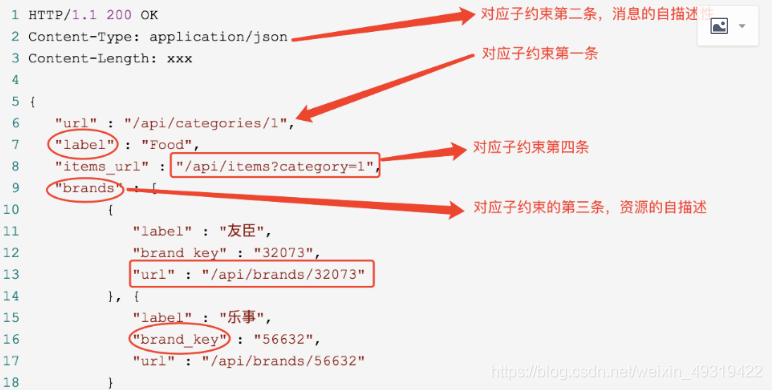 1 HTTP/1.1 200 OK
对应子约束第二条，消息的自描述性
2 Content-Type: application/json
3 Content-Length: xxx
对应子约束第一条
4
5 {
6 "url" : "/api/categories/1",
7 "label" : "Food",
对应子约束第四条
8 "items_url" : "/api/items?category=1",
9 "brands" : [
对应子约束的第三条，资源的自描述
10 {
11 "label" : "友臣",
12 "brand_key" : "32073",
13 "url" : "/api/brands/32073"
14 }, {
15 "label" : "乐事",
16 "brand_key" : "56632",
17 "url" : "/api/brands/56632"
18 }
https://blog.csdn.net/weixin_49319422